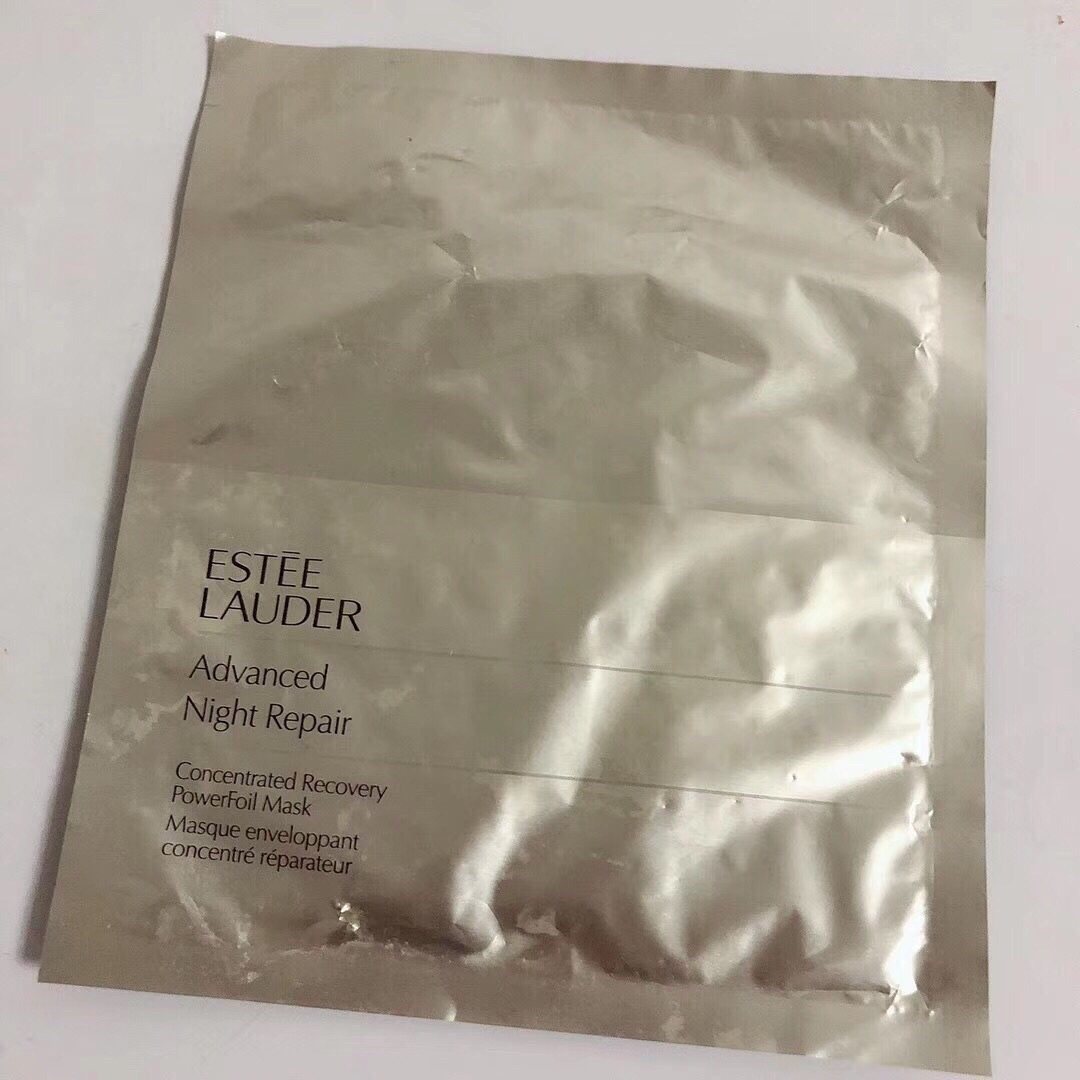 ESTĒE
LAUDER
Advanced
Night Repair
Concentrated Recovery
PowerFoil Mask
Masque enveloppant
concentré réparateur